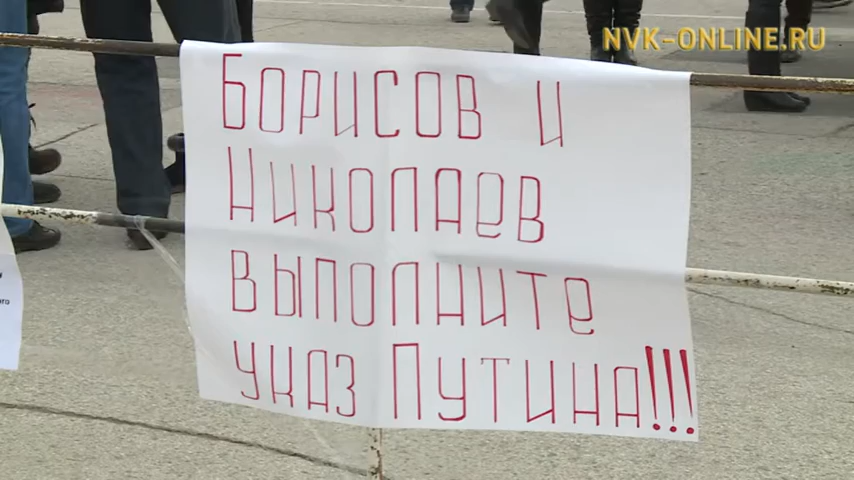 NVK-ONLINE.RU
БОРИСОВ И
НИКОЛАЕВ
ВЫПОЛНИТЕ
УКАЗ ПУТИНА!!!